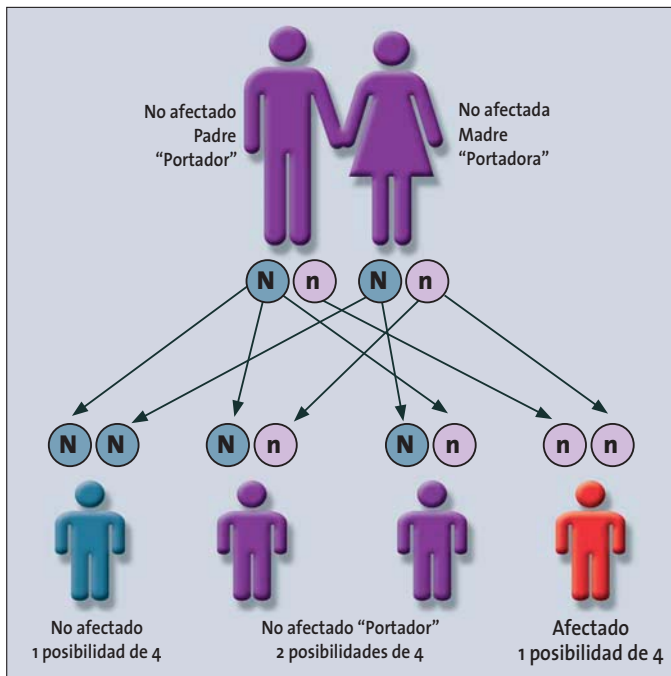 No afectado
Padre
“Portador”
No afectada
Madre
“Portadora”
N n N n
N N N n N n n n
No afectado
1 posibilidad de 4
No afectado “Portador”
2 posibilidades de 4
Afectado
1 posibilidad de 4